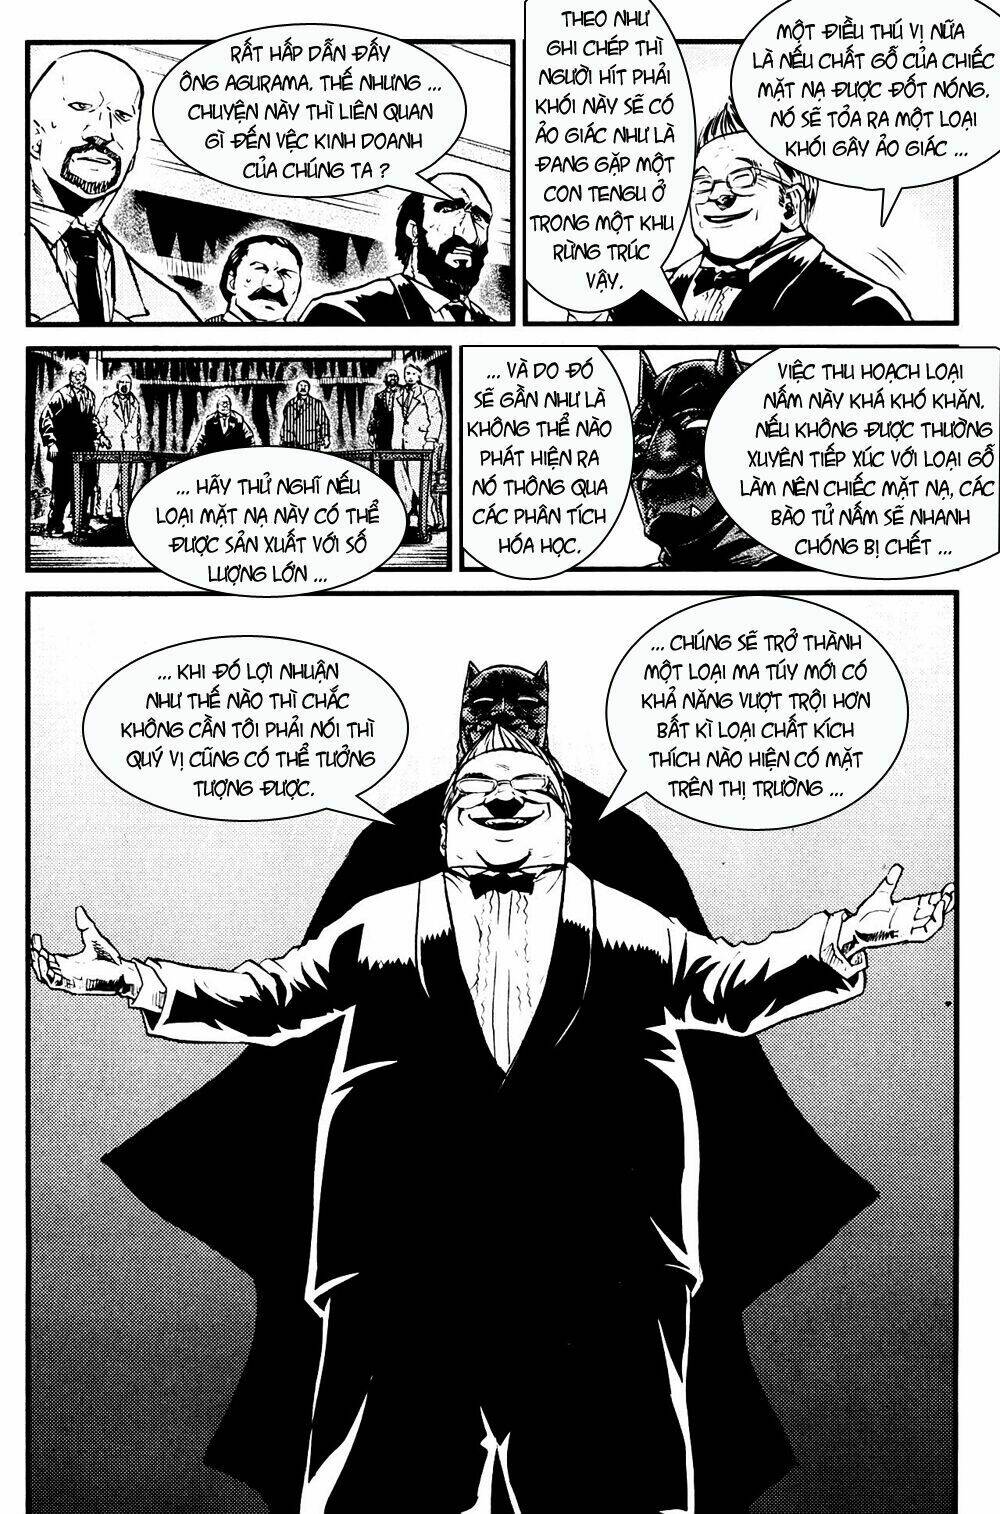 MỘT ĐIỀU THÚ VỊ NỮA
LÀ NẾU CHẤT GỖ CỦA CHIẾC
MẶT NẠ ĐƯỢC ĐỐT NÓNG.
NÓ SẼ TỎA RA MỘT LOẠI
KHÓI GÂY ẢO GIÁC ...
THEO NHƯ
GHI CHÉP THÌ
NGƯỜI HÍT PHẢI
KHÓI NÀY SẼ CÓ
ẢO GIÁC NHƯ LÀ
ĐANG GẶP MỘT
CON TENGU Ở
TRONG MỘT KHU
RỪNG TRÚC
VẬY.
RẤT HẤP DẪN ĐẤY
ÔNG AGURAMA. THẾ NHƯNG ...
CHUYỆN NÀY THÌ LIÊN QUAN
GÌ ĐẾN VỆC KINH DOANH
CỦA CHÚNG TA ?
VIỆC THU HOẠCH LOẠI
NẤM NÀY KHÁ KHÓ KHĂN.
NẾU KHÔNG ĐƯỢC THƯỜNG
XUYÊN TIẾP XÚC VỚI LOẠI GỖ
LÀM NÊN CHIẾC MẶT NẠ, CÁC
BÀO TỬ NẤM SẼ NHANH
CHÓNG BỊ CHẾT ...
... VÀ DO ĐÓ
SẼ GẦN NHƯ LÀ
KHÔNG THỂ NÀO
PHÁT HIỆN RA
NÓ THÔNG QUA
CÁC PHÂN TÍCH
HÓA HỌC.
... HÃY THỬ NGHĨ NẾU
LOẠI MẶT NẠ NÀY CÓ THỂ
ĐƯỢC SẢN XUẤT VỚI SỐ
LƯỢNG LỚN ...
... CHÚNG SẼ TRỞ THÀNH
MỘT LOẠI MA TÚY MỚI CÓ
KHẢ NĂNG VƯỢT TRỘI HƠN
BẤT KÌ LOẠI CHẤT KÍCH
THÍCH NÀO HIỆN CÓ MẶT
TRÊN THỊ TRƯỜNG ...
... KHI ĐÓ LỢI NHUẬN
NHƯ THẾ NÀO THÌ CHẮC
KHÔNG CẦN TÔI PHẢI NÓI THÌ
QUÝ VỊ CŨNG CÓ THỂ TƯỞNG
TƯỢNG ĐƯỢC.